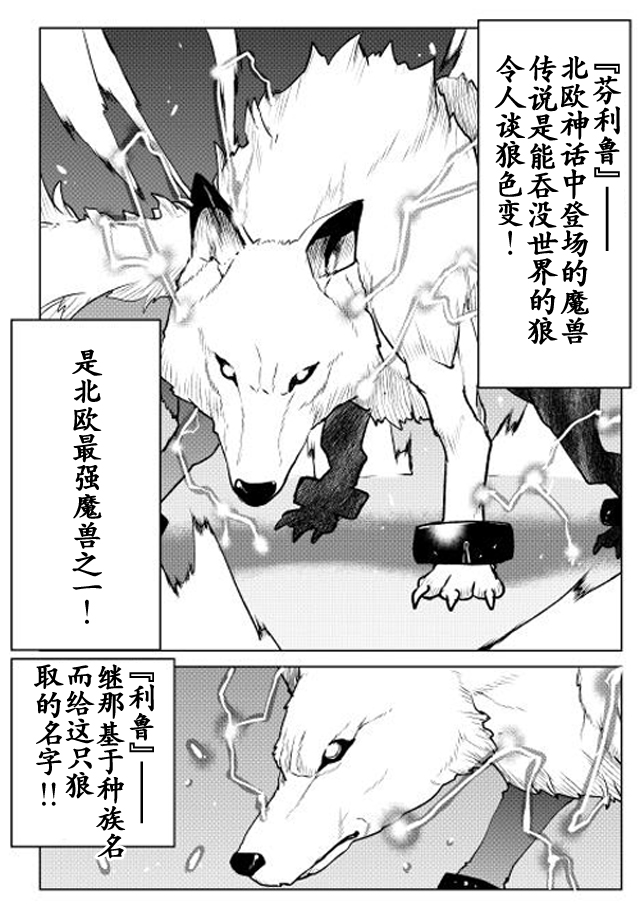 『芬利鲁』——
北欧神话中登场的魔兽
传说是能吞没世界的狼
令人谈狼色变！
是北欧最强魔兽之一！
『利鲁』——
继那基于种族名
而给这只狼
取的名字!!